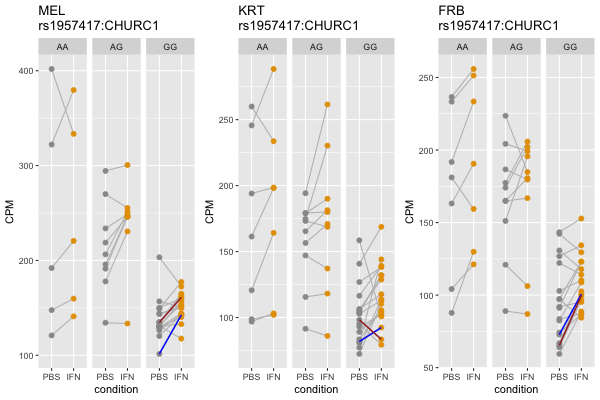 MEL
rs1957417:CHURC1
AA AG GG
400
300
200
100
CPM
PBS IFN PBS IFN PBS IFN
condition
KRT
rs1957417:CHURC1
AA AG GG
250
200
150
100
CPM
PBS IFN PBS IFN PBS IFN
condition
FRB
rs1957417:CHURC1
AA AG GG
250
200
150
100
50
CPM
PBS IFN PBS IFN PBS IFN
condition